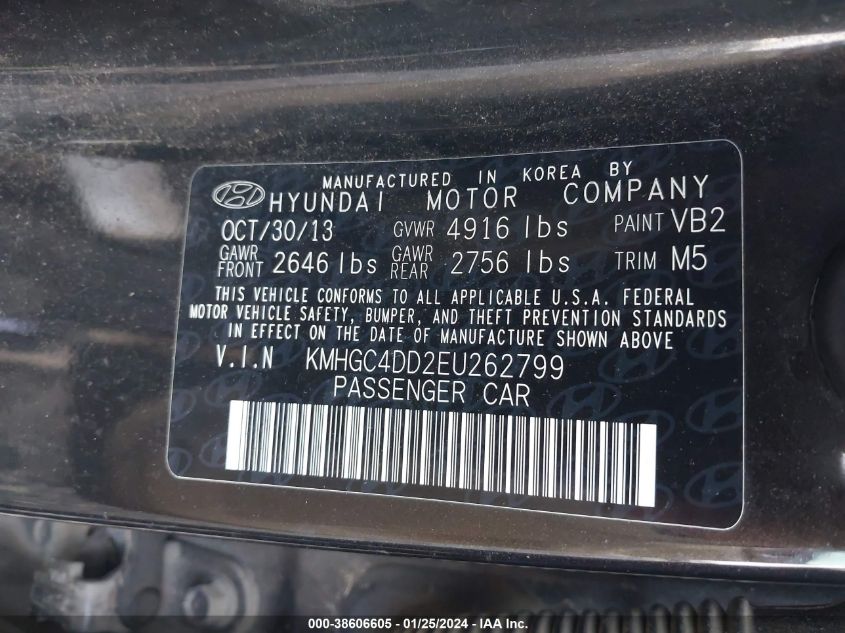 MANUFACTURED IN KOREA BY
HYUNDAI MOTOR COMPANY
OCT/30/13 GVWR 4916 lbs PAINT VB2
GAWR FRONT 2646 lbs GAWR REAR 2756 lbs TRIM M5
THIS VEHICLE CONFORMS TO ALL APPLICABLE U.S.A. FEDERAL
MOTOR VEHICLE SAFETY, BUMPER, AND THEFT PREVENTION STANDARDS
IN EFFECT ON THE DATE OF MANUFACTURE SHOWN ABOVE
V.I.N KMHGC4DD2EU262799
PASSENGER CAR
000-38606605 - 01/25/2024 - IAA Inc.